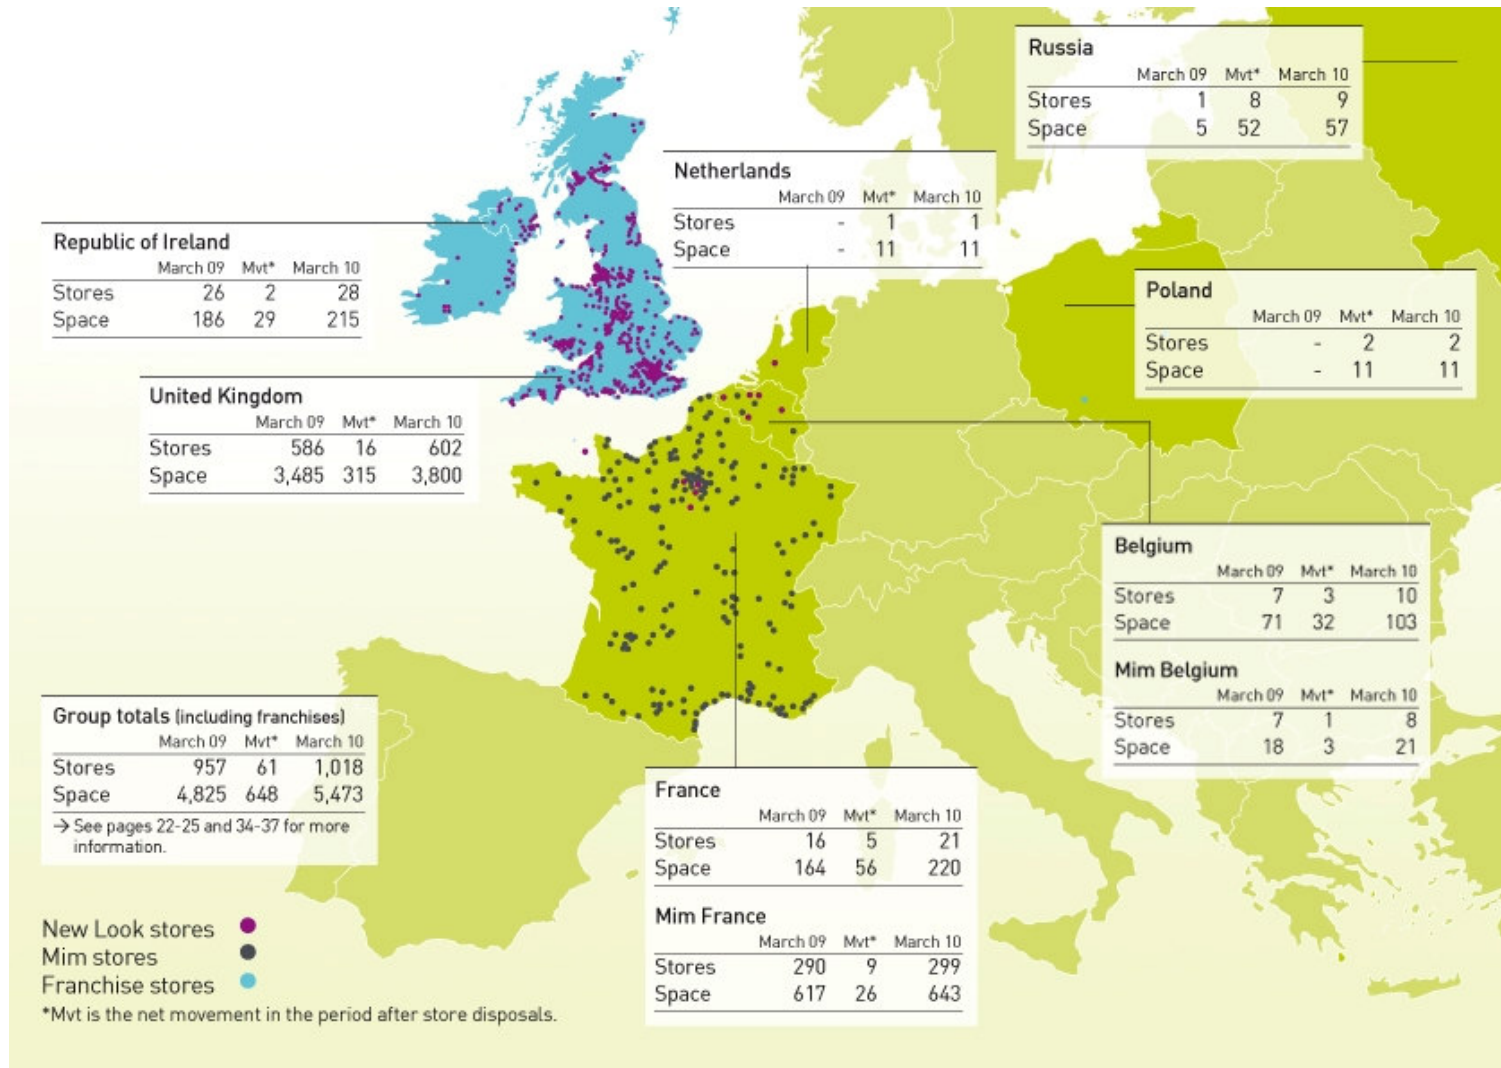 Russia
March 09 Mvt* March 10
Stores 1 8 9
Space 5 52 57
Netherlands
March 09 Mvt* March 10
Stores - 1 1
Space - 11 11
Republic of Ireland
March 09 Mvt* March 10
Stores 26 2 28
Space 186 29 215
Poland
March 09 Mvt* March 10
Stores - 2 2
Space - 11 11
United Kingdom
March 09 Mvt* March 10
Stores 586 16 602
Space 3,485 315 3,800
Belgium
March 09 Mvt* March 10
Stores 7 3 10
Space 71 32 103
Mim Belgium
March 09 Mvt* March 10
Stores 7 1 8
Space 18 3 21
Group totals (including franchises)
March 09 Mvt* March 10
Stores 957 61 1,018
Space 4,825 648 5,473
→ See pages 22-25 and 34-37 for more
information.
France
March 09 Mvt* March 10
Stores 16 5 21
Space 164 56 220
Mim France
March 09 Mvt* March 10
Stores 290 9 299
Space 617 26 643
New Look stores
Mim stores
Franchise stores
*Mvt is the net movement in the period after store disposals.